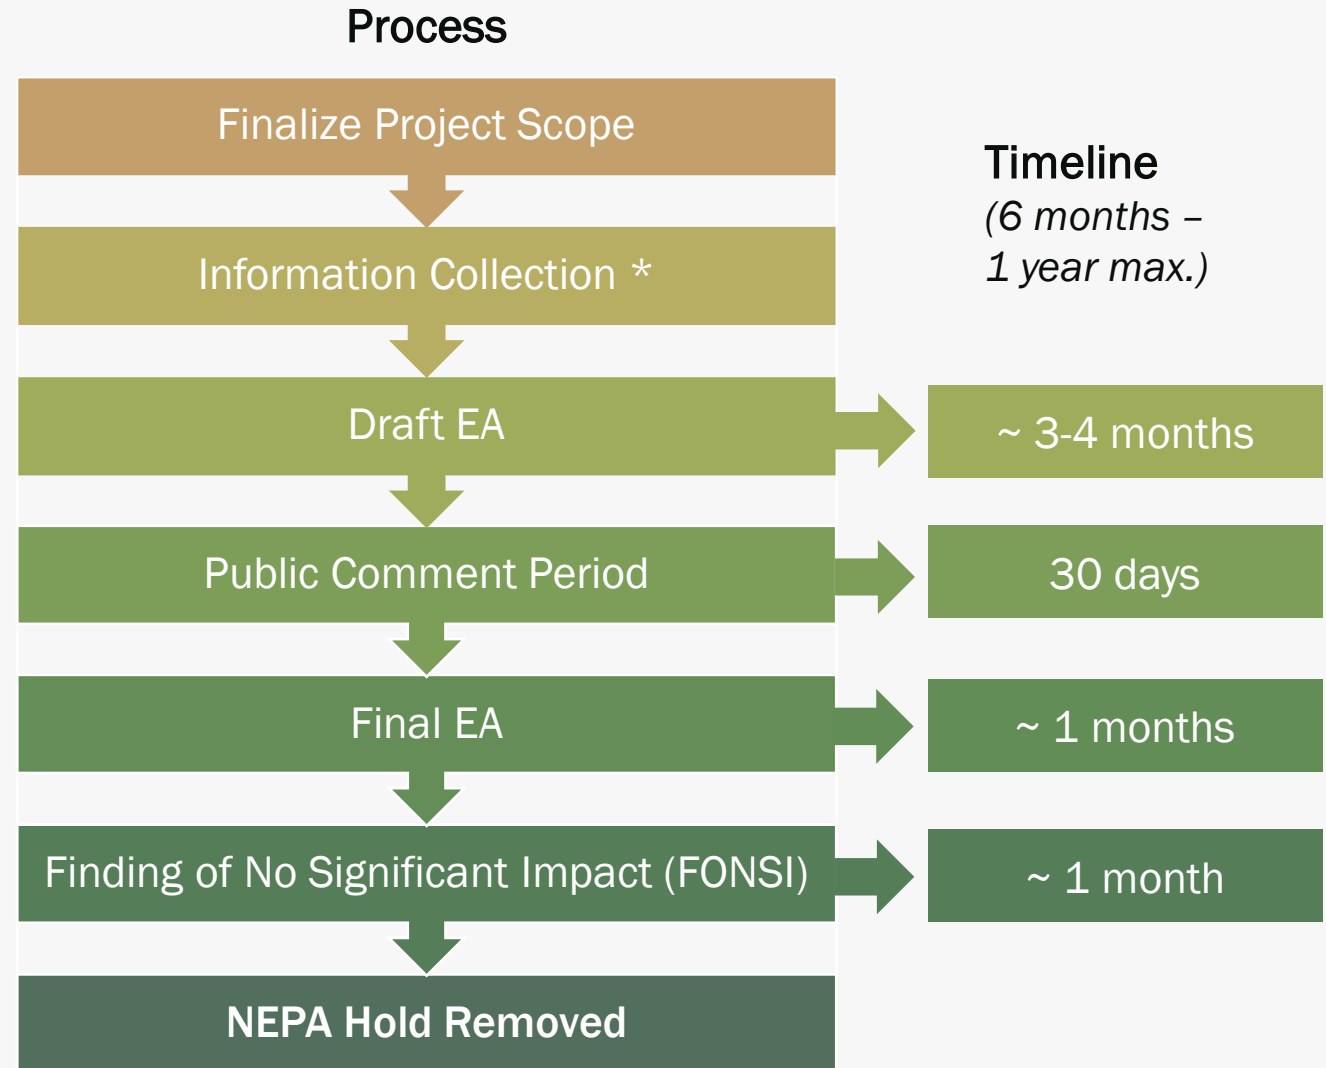 Process
Finalize Project Scope
Timeline
(6 months –
1 year max.)
Information Collection *
Draft EA
~ 3-4 months
Public Comment Period
30 days
Final EA
~ 1 months
Finding of No Significant Impact (FONSI)
~ 1 month
NEPA Hold Removed